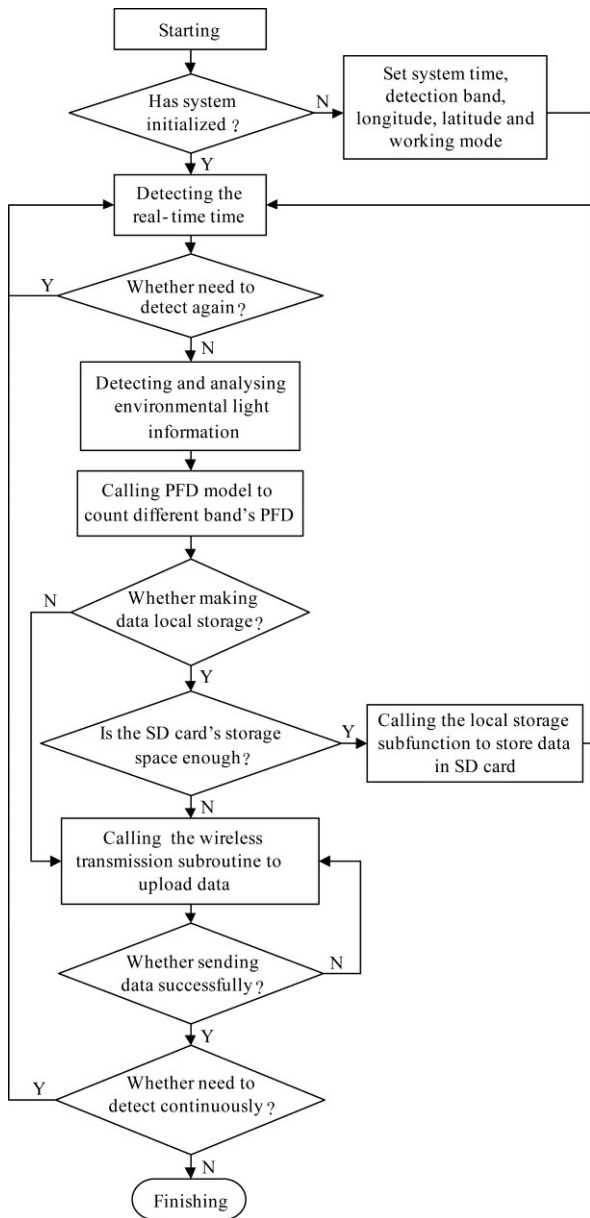 Starting
Has system
initialized?
N
Set system time,
detection band,
longitude, latitude and
working mode
Y
Detecting the
real-time time
Y
Whether need to
detect again?
N
Detecting and analysing
environmental light
information
Calling PFD model to
count different band's PFD
N
Whether making
data local storage?
Y
Is the SD card's storage
space enough?
Y
Calling the local storage
subfunction to store data
in SD card
N
Calling the wireless
transmission subroutine to
upload data
Whether sending
data successfully?
N
Y
Y
Whether need to
detect continuously?
N
Finishing